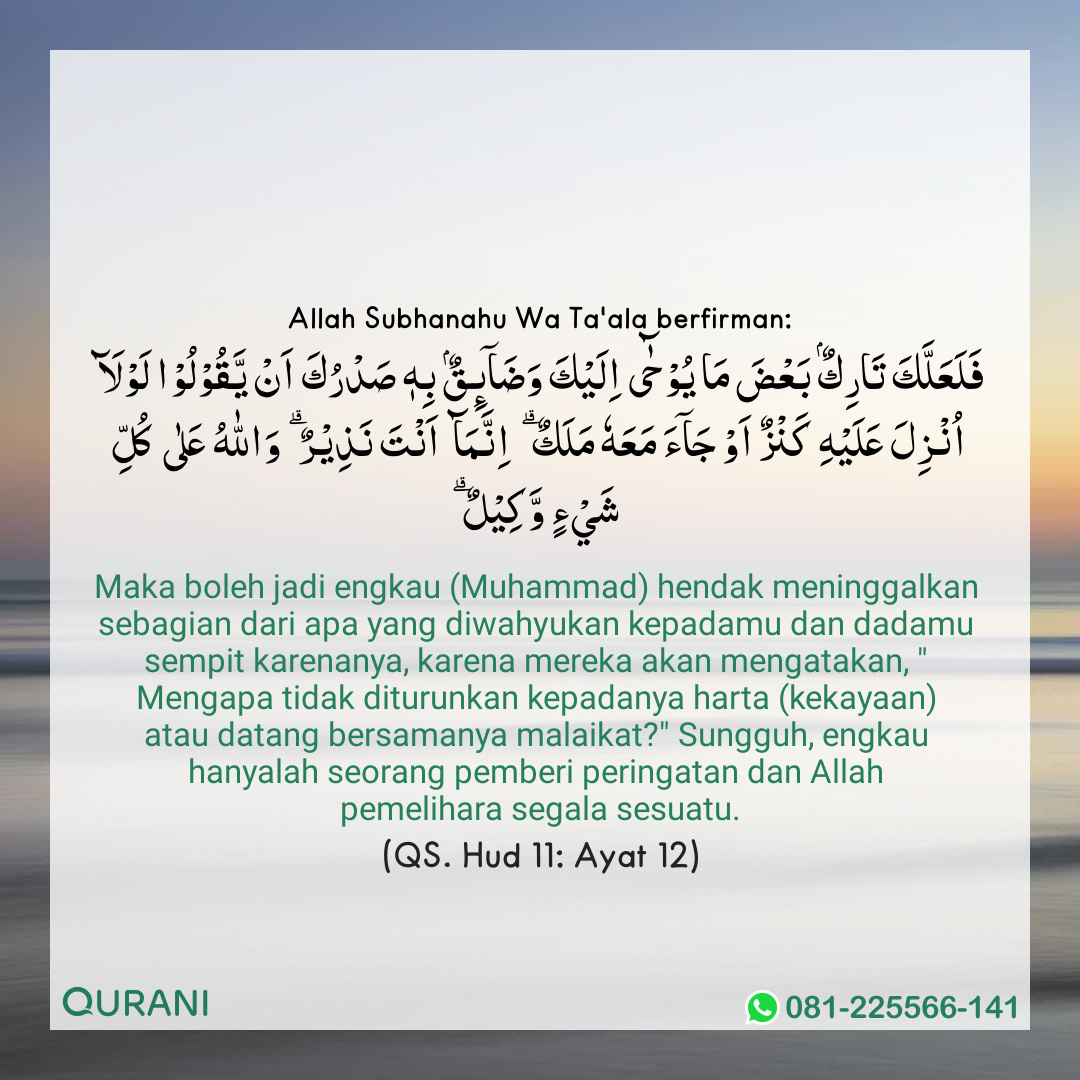 Allah Subhanahu Wa Ta'ala berfirman:
فَلَعَلَّكَ تَارِكٌۢ بَعْضَ مَا يُوْحٰٓى اِلَيْكَ وَضَاۤىِٕقٌۢ بِهٖ صَدْرُكَ اَنْ يَّقُوْلُوْا لَوْلَاۤ
اُنْزِلَ عَلَيْهِ كَنْزٌ اَوْ جَاۤءَ مَعَهٗ مَلَكٌ ۗ اِنَّمَاۤ اَنْتَ نَذِيْرٌ ۗ وَاللّٰهُ عَلٰى كُلِّ
شَيْءٍ وَّكِيْلٌ ۗ
Maka boleh jadi engkau (Muhammad) hendak meninggalkan
sebagian dari apa yang diwahyukan kepadamu dan dadamu
sempit karenanya, karena mereka akan mengatakan, "
Mengapa tidak diturunkan kepadanya harta (kekayaan)
atau datang bersamanya malaikat?" Sungguh, engkau
hanyalah seorang pemberi peringatan dan Allah
pemelihara segala sesuatu.
(QS. Hud 11: Ayat 12)
QURANI
081-225566-141